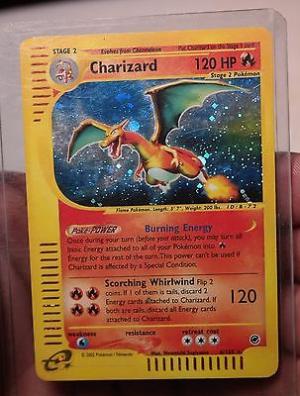 STAGE 2 Evolves from Charmeleon Put Charizard on the Stage 1 card
Charizard 120 HP
Stage 2 Pokémon
Flame Pokémon. Length: 5' 7", Weight: 200 lbs.
Poké-POWER Burning Energy
Once during your turn (before your attack), you may turn all
basic Energy attached to all of your Pokémon into
Energy for the rest of the turn. This power can't be used if
Charizard is affected by a Special Condition.
Scorching Whirlwind Flip 2
coins. If 1 of them is tails, discard 2
Energy cards attached to Charizard. If
both are tails, discard all Energy cards
attached to Charizard.
120
weakness resistance retreat cost
e © 2002 Pokémon / Nintendo